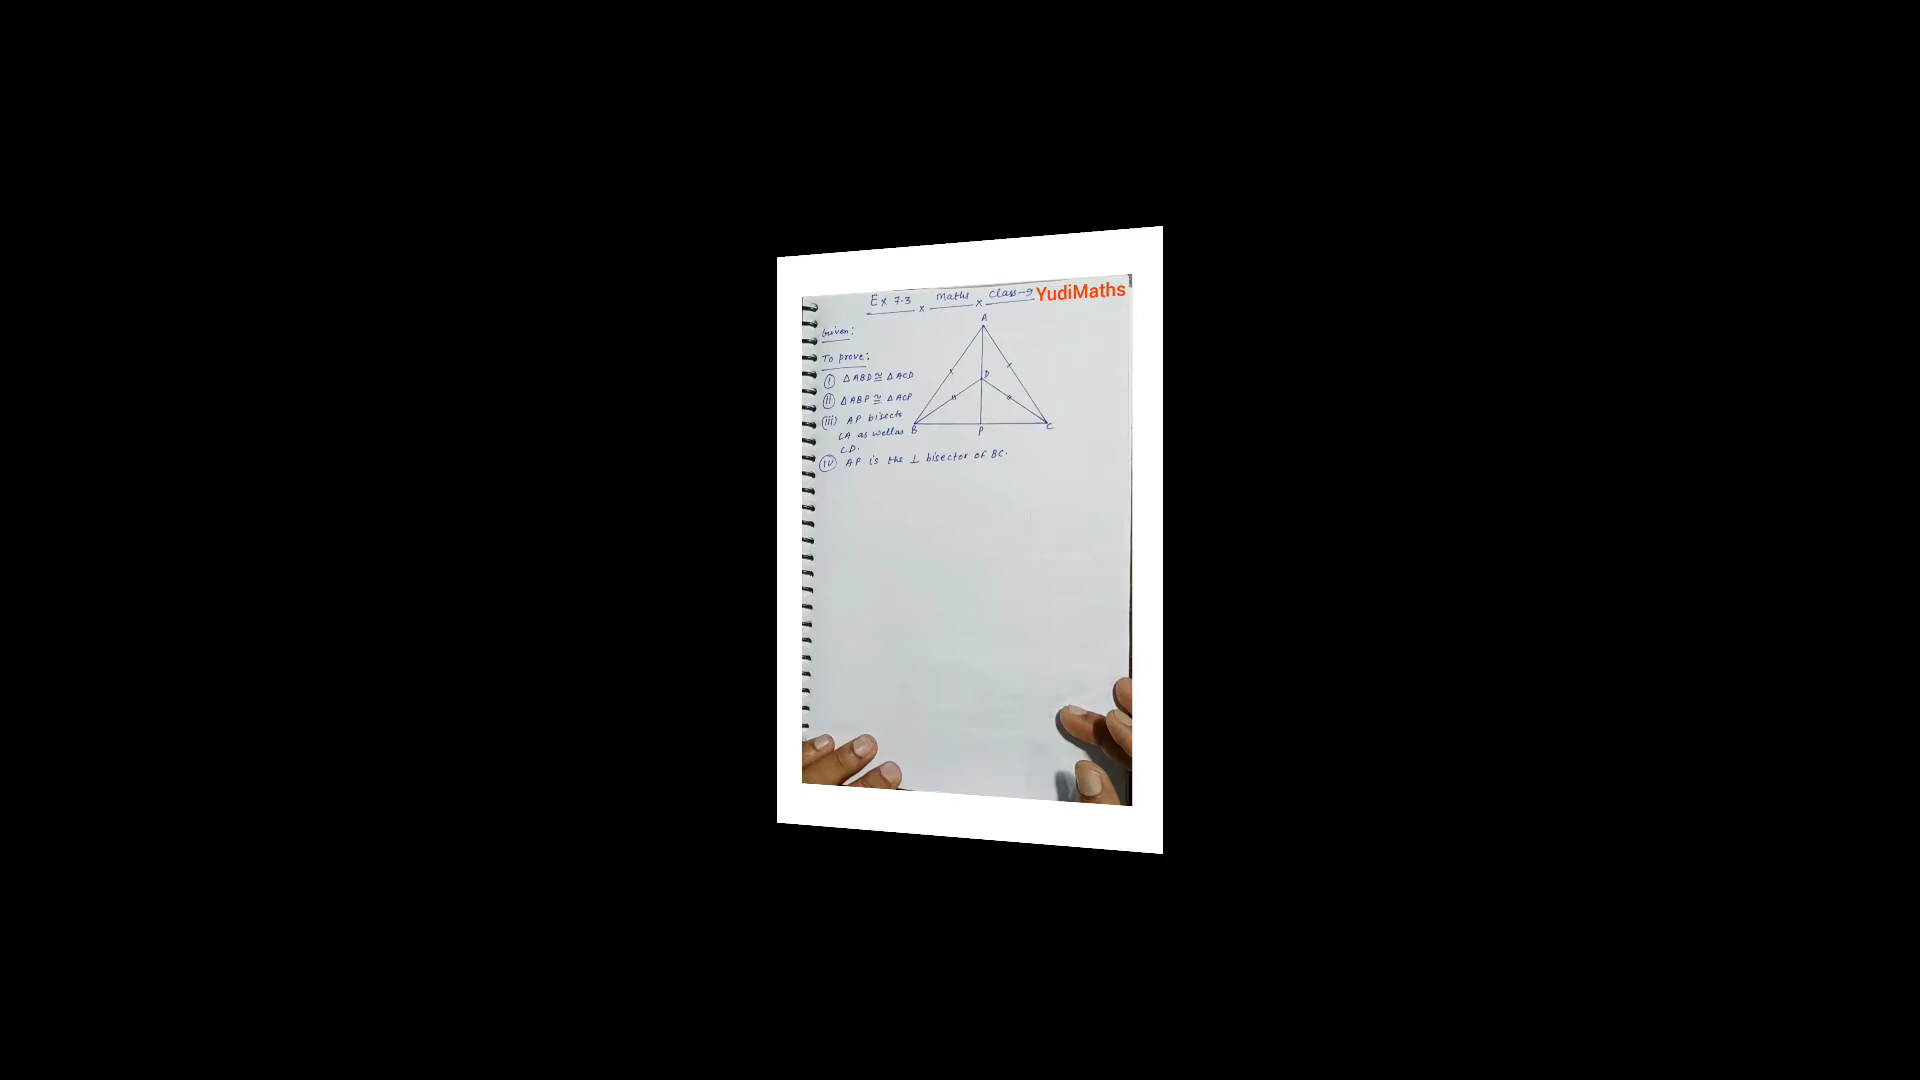 Ex 7.3 x Maths x Class-9 YudiMaths
Given:
To prove:
(i) △ABD ≅ △ACD
(ii) △ABP ≅ △ACP
(iii) AP bisects
∠A as well as
∠D.
(iv) AP is the ⊥ bisector of BC.
A
D
B
P
C